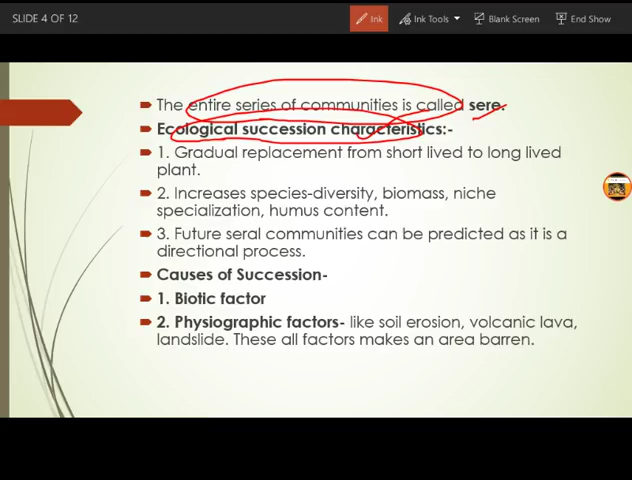 SLIDE 4 OF 12
Ink
Ink Tools
Blank Screen
End Show
The entire series of communities is called sere.
Ecological succession characteristics:-
1. Gradual replacement from short lived to long lived
plant.
2. Increases species-diversity, biomass, niche
specialization, humus content.
3. Future seral communities can be predicted as it is a
directional process.
Causes of Succession-
1. Biotic factor
2. Physiographic factors- like soil erosion, volcanic lava,
landslide. These all factors makes an area barren.